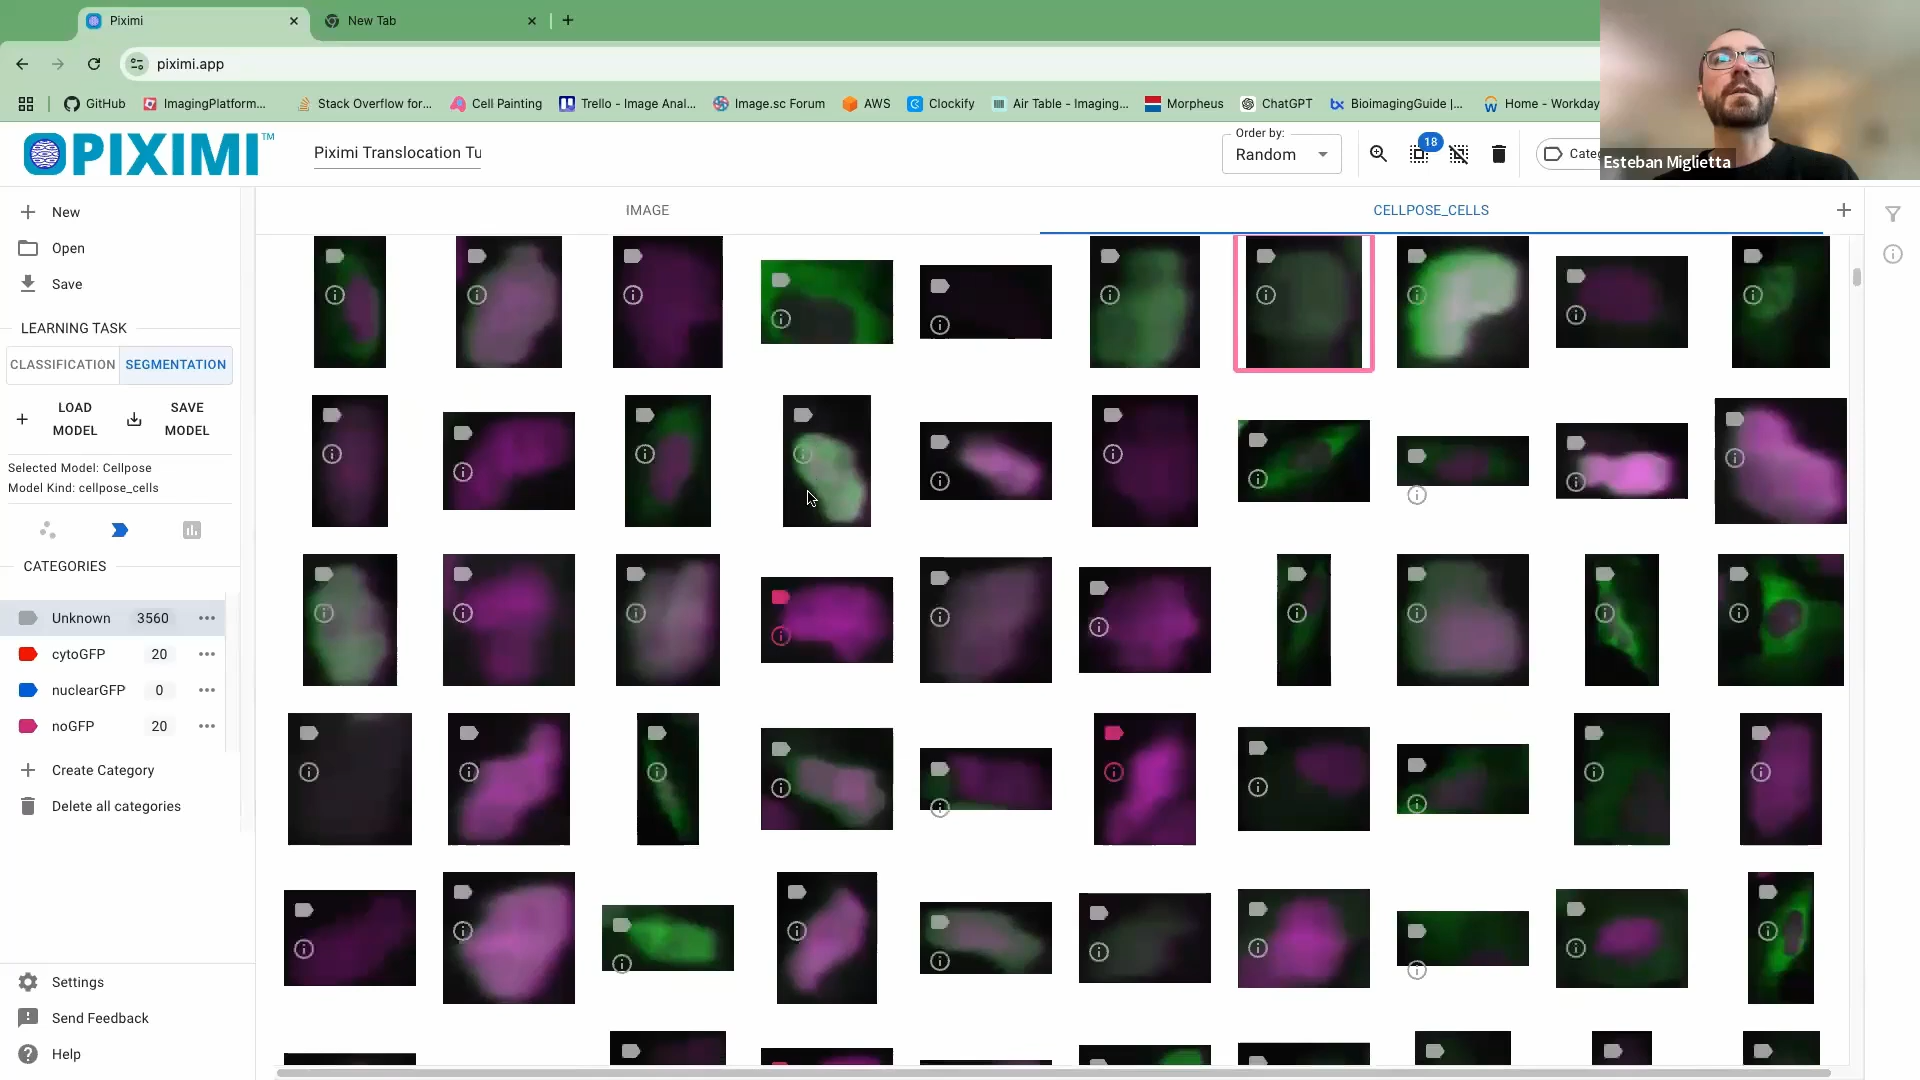 Piximi
New Tab
piximi.app
GitHub
ImagingPlatform...
Stack Overflow for...
Cell Painting
Trello - Image Anal...
Image.sc Forum
AWS
Clockify
Air Table - Imaging...
Morpheus
ChatGPT
BioimagingGuide |...
Home - Workday
Esteban Miglietta
PIXIMI™
Piximi Translocation Tu
Order by:
Random
18
Categ
New
Open
Save
IMAGE
CELLPOSE_CELLS
LEARNING TASK
CLASSIFICATION
SEGMENTATION
LOAD
MODEL
SAVE
MODEL
Selected Model: Cellpose
Model Kind: cellpose_cells
CATEGORIES
Unknown 3560
cytoGFP 20
nuclearGFP 0
noGFP 20
Create Category
Delete all categories
Settings
Send Feedback
Help